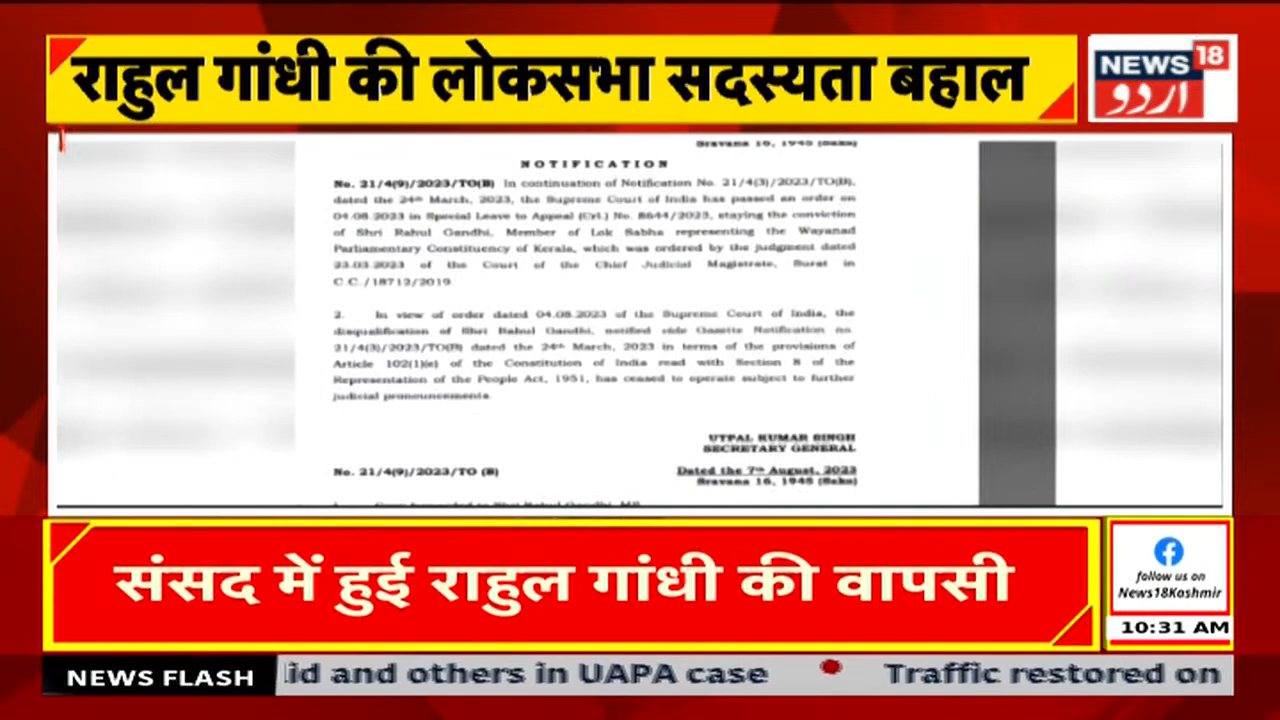 राहुल गांधी की लोकसभा सदस्यता बहाल
NEWS 18
اردو
Sravana 16, 1945 (Saka)
NOTIFICATION
No. 21/4(9)/2023/TO(B) In continuation of Notification No. 21/4(3)/2023/TO(B),
dated the 24th March, 2023, the Supreme Court of India has passed an order on
04.08.2023 in Special Leave to Appeal (Crl.) No. 8644/2023, staying the conviction
of Shri Rahul Gandhi, Member of Lok Sabha representing the Wayanad
Parliamentary Constituency of Kerala, which was ordered by the judgment dated
23.03.2023 of the Court of the Chief Judicial Magistrate, Surat in
C.C./18712/2019.
2. In view of order dated 04.08.2023 of the Supreme Court of India, the
disqualification of Shri Rahul Gandhi, notified vide Gazette Notification no.
21/4(3)/2023/TO(B) dated the 24th March, 2023 in terms of the provisions of
Article 102(1)(e) of the Constitution of India read with Section 8 of the
Representation of the People Act, 1951, has ceased to operate subject to further
judicial pronouncements.
UTPAL KUMAR SINGH
SECRETARY GENERAL
No. 21/4(9)/2023/TO (B) Dated the 7th August, 2023
Sravana 16, 1945 (Saka)
संसद में हुई राहुल गांधी की वापसी
follow us on
News18Kashmir
10:31 AM
NEWS FLASH id and others in UAPA case Traffic restored on